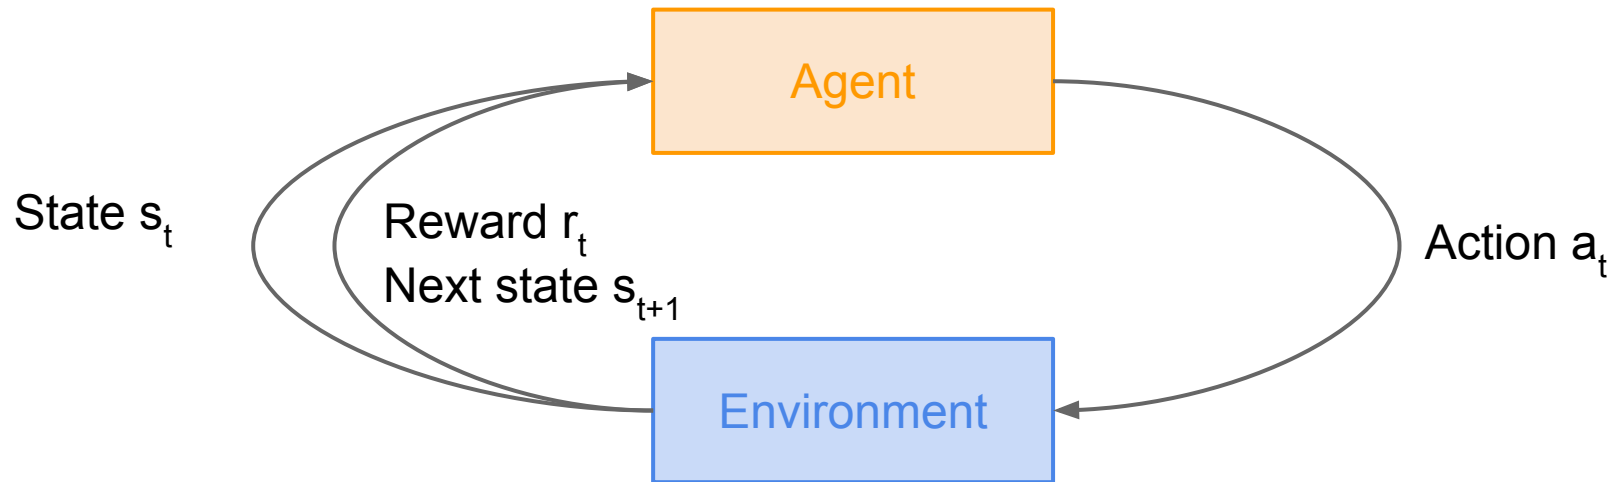 Agent
State sₜ
Reward rₜ
Next state sₜ₊₁
Action aₜ
Environment